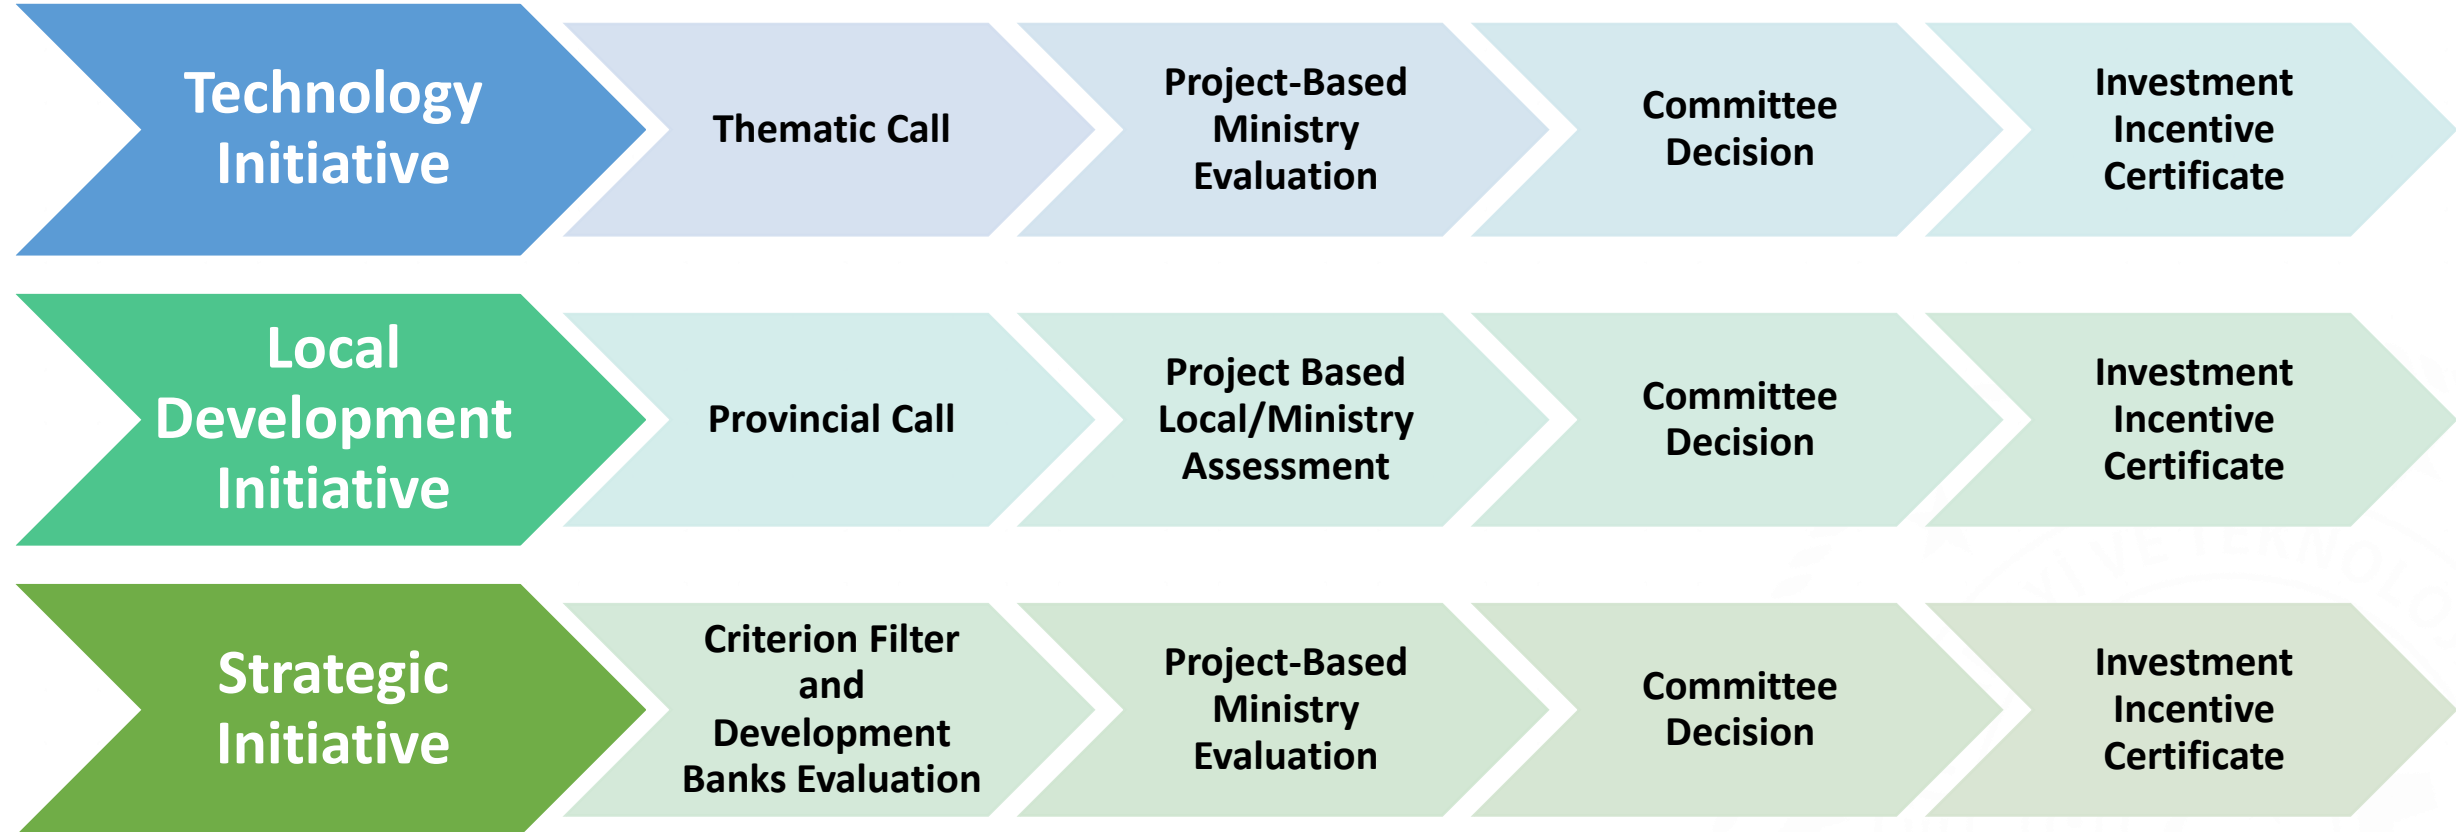 Technology
Initiative
Thematic Call
Project-Based
Ministry
Evaluation
Committee
Decision
Investment
Incentive
Certificate
Local
Development
Initiative
Provincial Call
Project Based
Local/Ministry
Assessment
Committee
Decision
Investment
Incentive
Certificate
Strategic
Initiative
Criterion Filter
and
Development
Banks Evaluation
Project-Based
Ministry
Evaluation
Committee
Decision
Investment
Incentive
Certificate